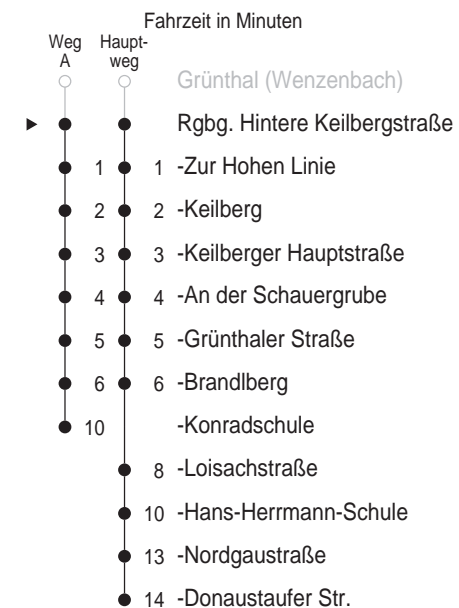 Fahrzeit in Minuten
Weg Haupt-
A weg
Grünthal (Wenzenbach)
Rgbg. Hintere Keilbergstraße
1 1 -Zur Hohen Linie
2 2 -Keilberg
3 3 -Keilberger Hauptstraße
4 4 -An der Schauergrube
5 5 -Grünthaler Straße
6 6 -Brandlberg
10 -Konradschule
8 -Loisachstraße
10 -Hans-Herrmann-Schule
13 -Nordgaustraße
14 -Donaustaufer Str.